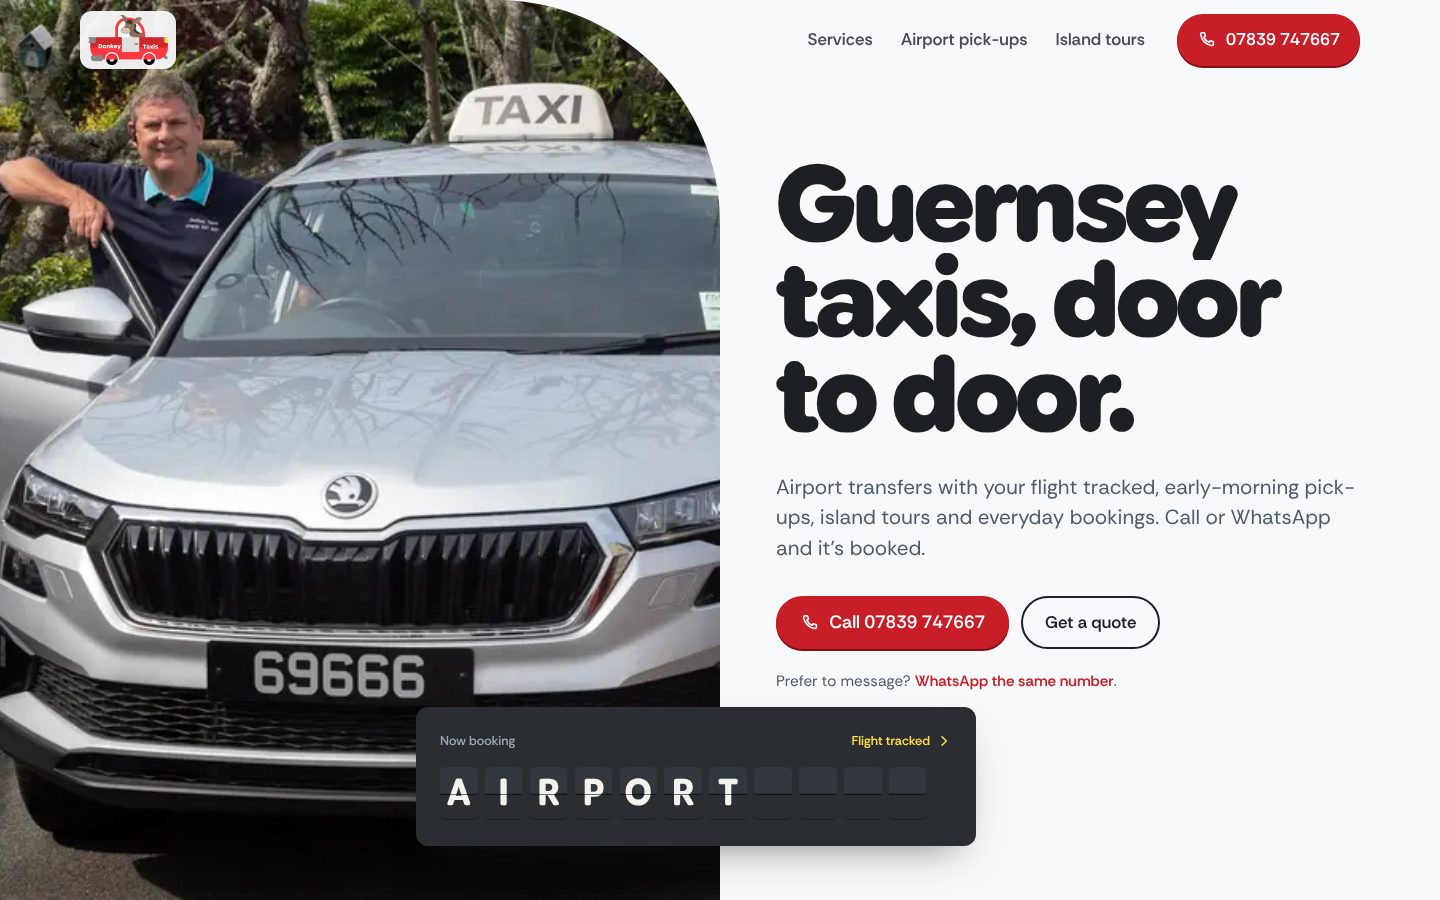 Donkey Taxis
Services
Airport pick-ups
Island tours
07839 747667
TAXI
Guernsey
taxis, door
to door.
Airport transfers with your flight tracked, early-morning pick-
ups, island tours and everyday bookings. Call or WhatsApp
and it’s booked.
Call 07839 747667
Get a quote
Prefer to message? WhatsApp the same number.
69666
Now booking
Flight tracked
AIRPORT